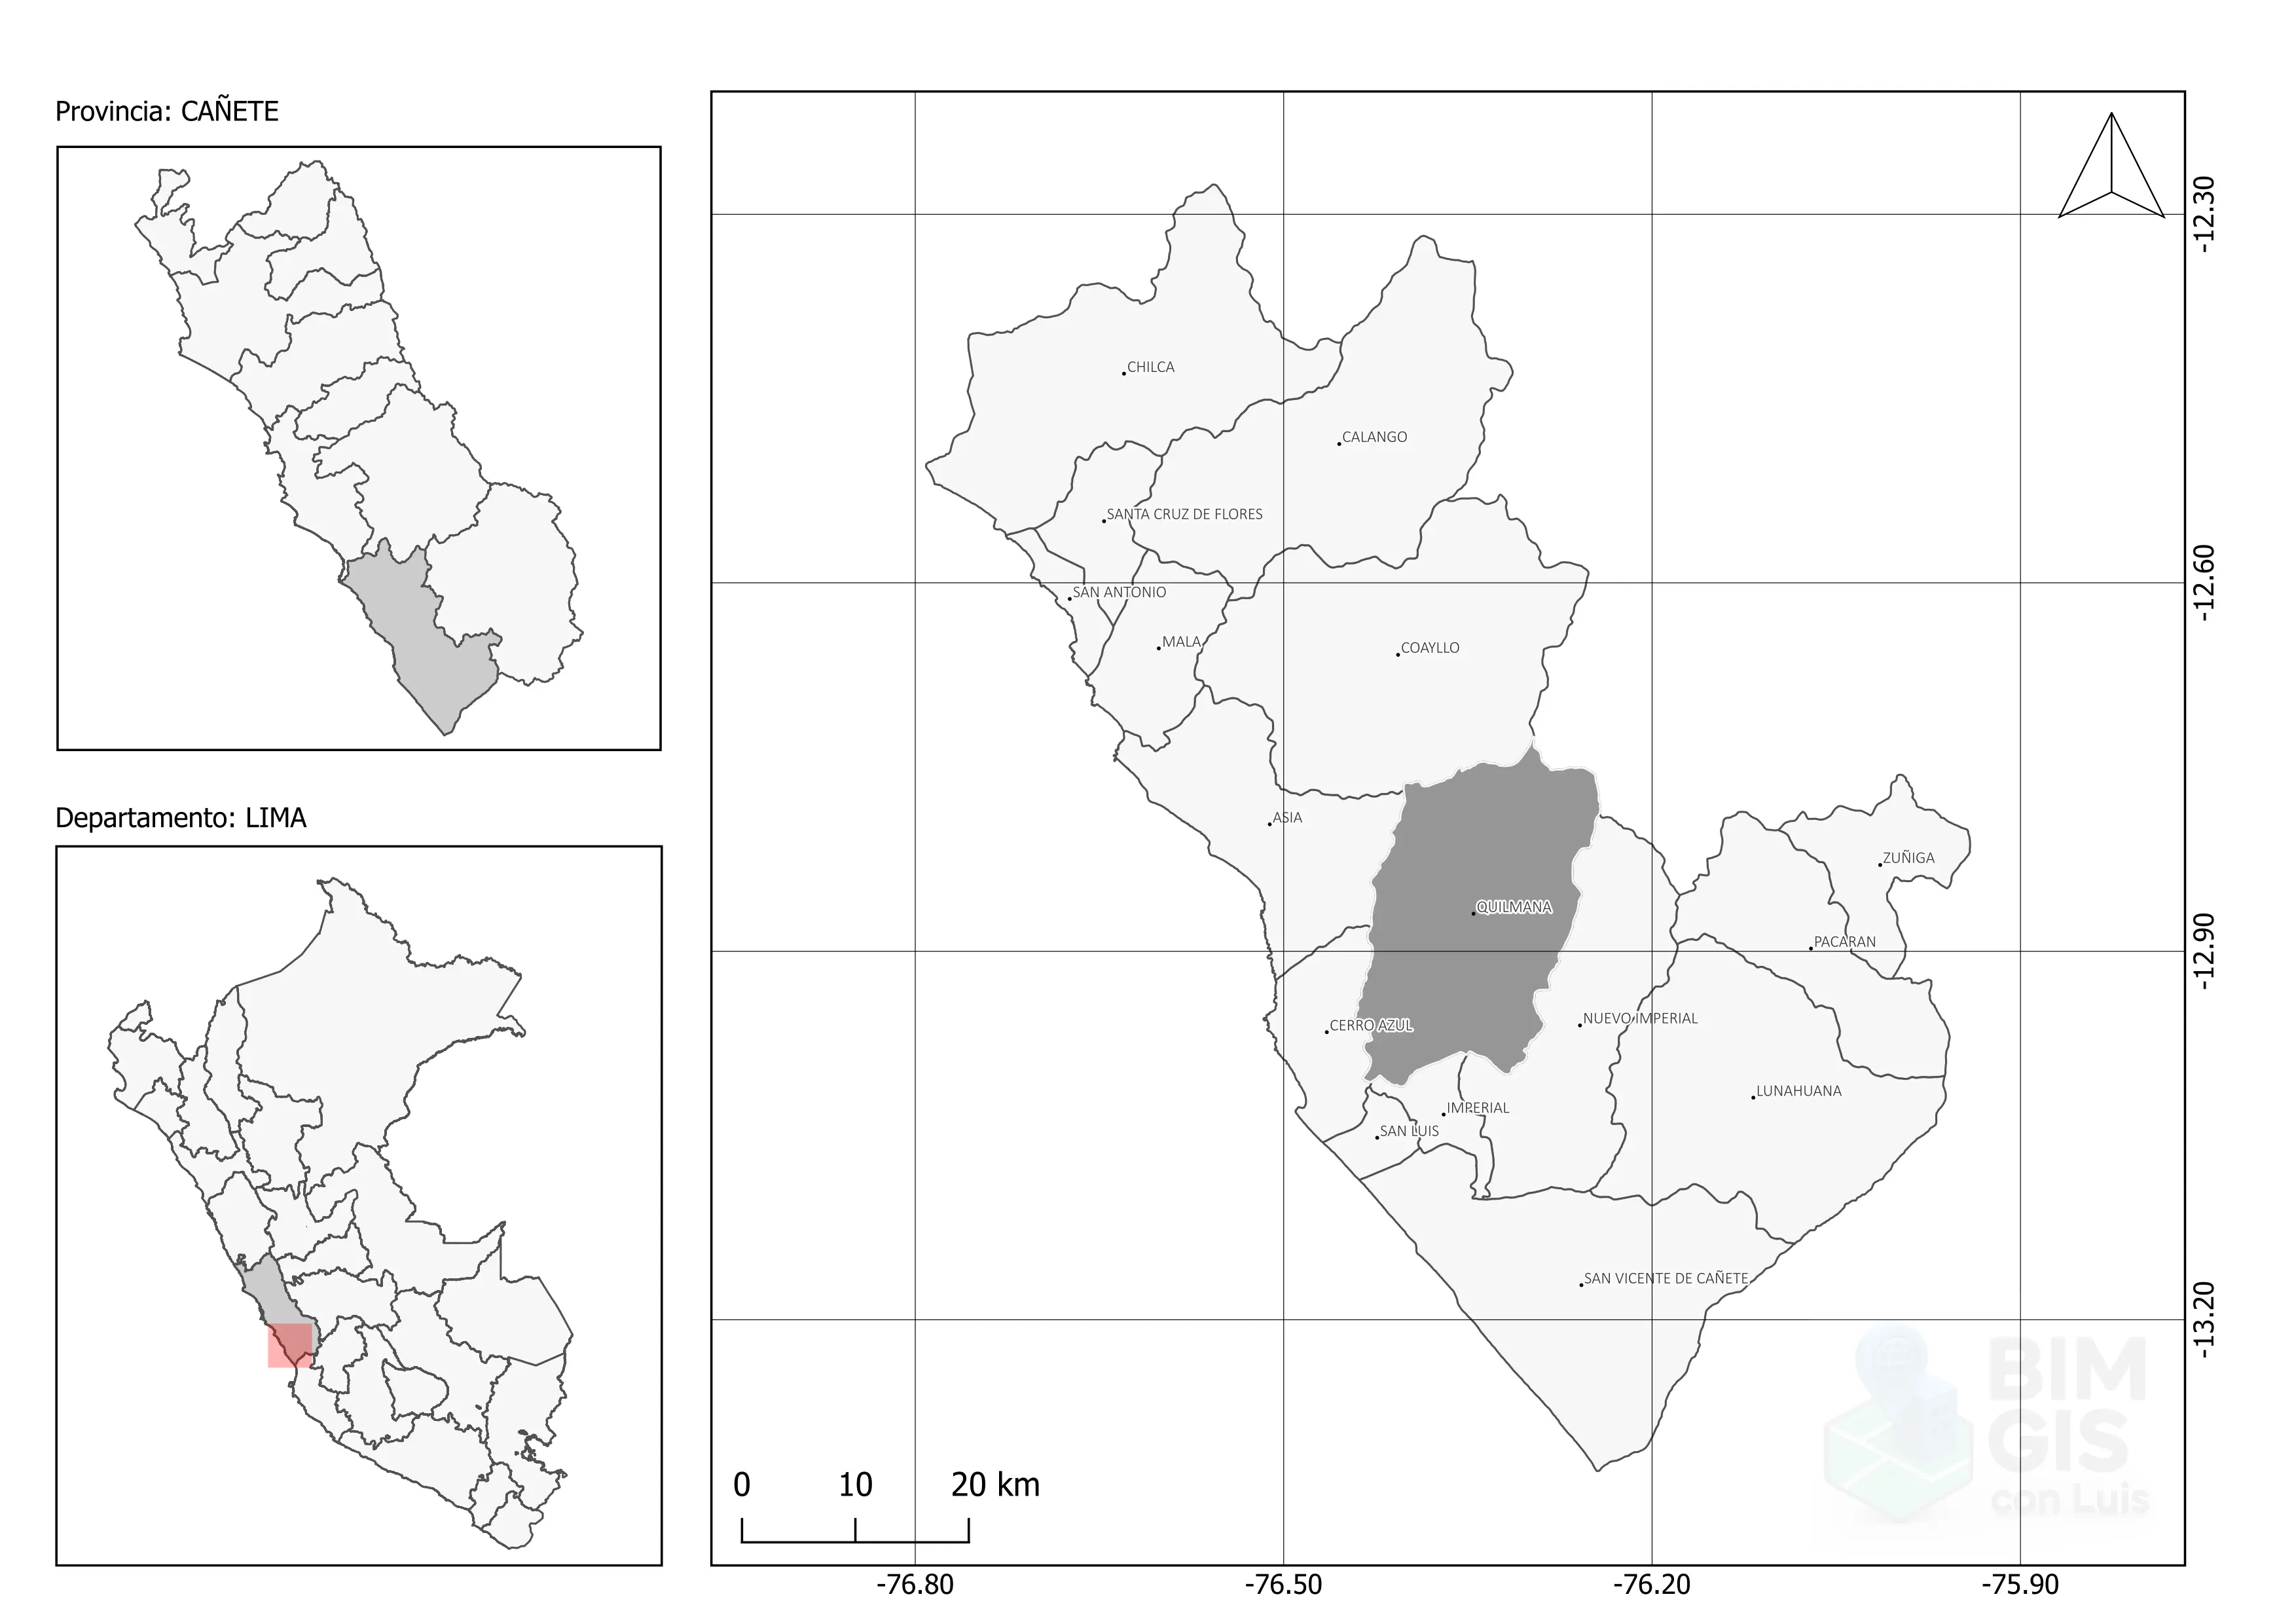 Provincia: CAÑETE
Departamento: LIMA
CHILCA
CALANGO
SANTA CRUZ DE FLORES
SAN ANTONIO
MALA
COAYLLO
ASIA
ZUÑIGA
QUILMANA
PACARAN
CERRO AZUL
NUEVO IMPERIAL
LUNAHUANA
IMPERIAL
SAN LUIS
SAN VICENTE DE CAÑETE
-12.30
-12.60
-12.90
-13.20
BIM
GIS
con Luis
0 10 20 km
-76.80 -76.50 -76.20 -75.90